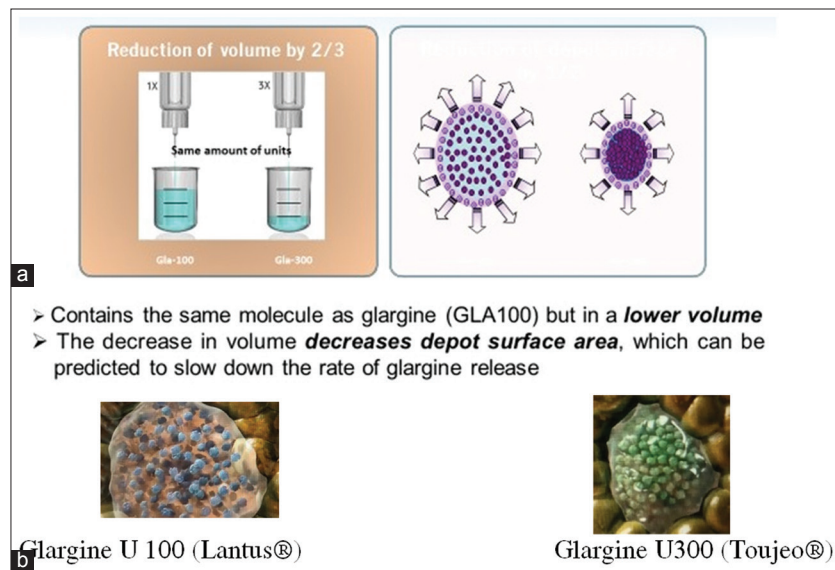 Reduction of volume by 2/3
1X
3X
Same amount of units
Gla-100
Gla-300
a
➢ Contains the same molecule as glargine (GLA100) but in a lower volume
➢ The decrease in volume decreases depot surface area, which can be
predicted to slow down the rate of glargine release
Glargine U 100 (Lantus®)
Glargine U300 (Toujeo®)
b